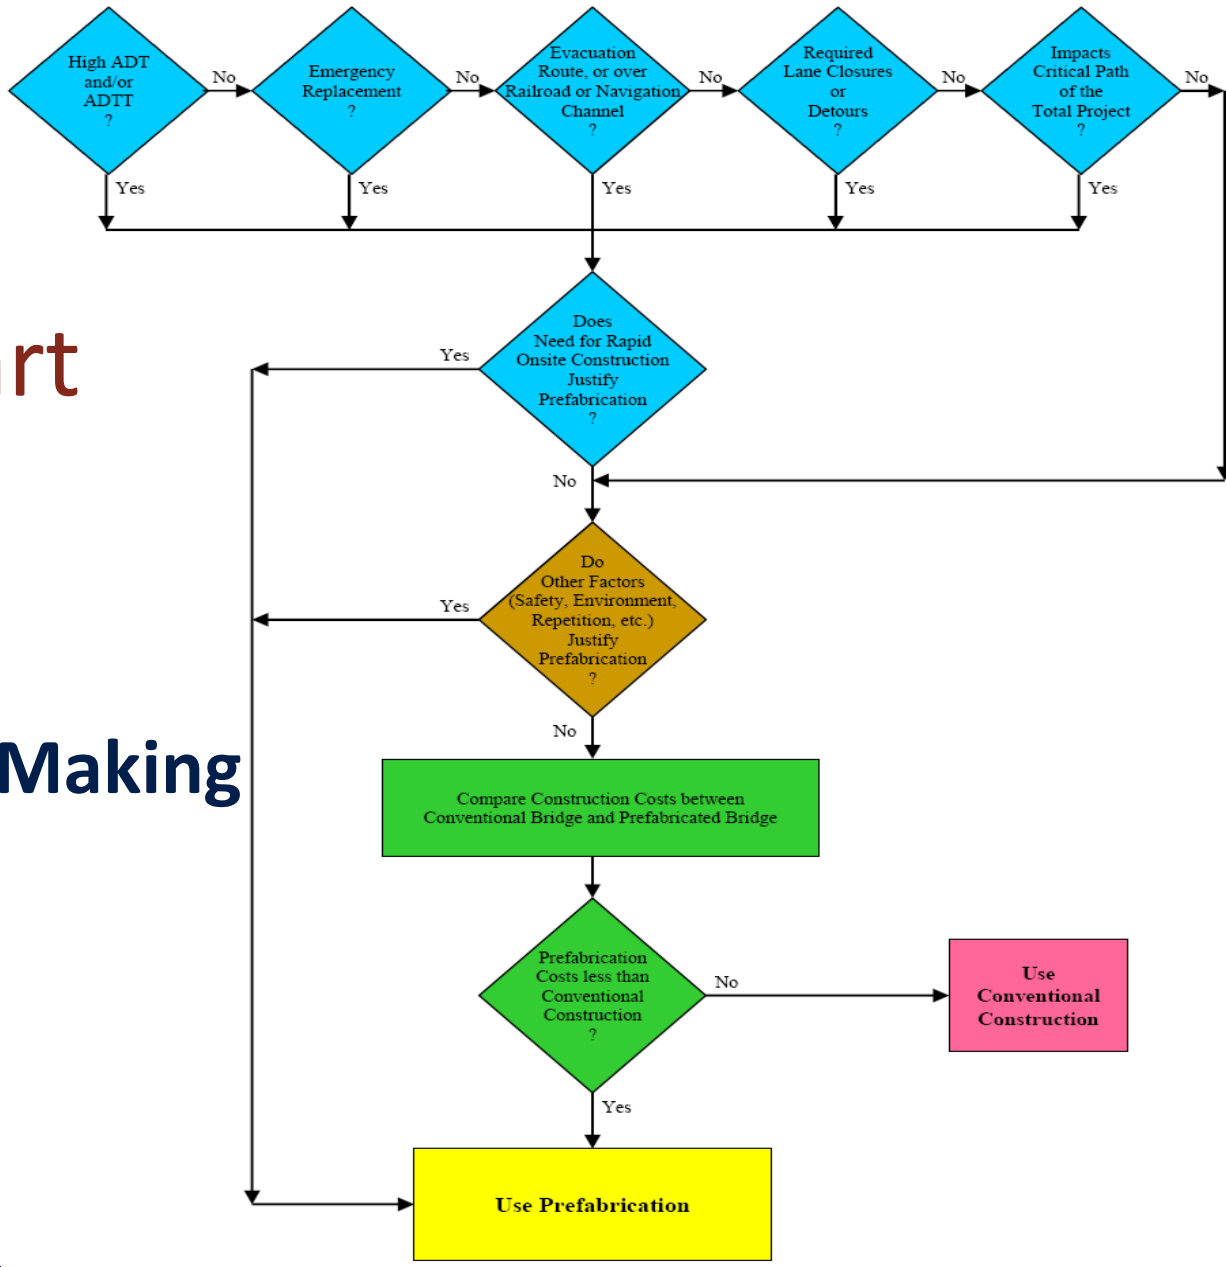 High ADT
and/or
ADTT
?
No
Yes
Emergency
Replacement
?
No
Yes
Evacuation
Route, or over
Railroad or Navigation
Channel
?
No
Yes
Required
Lane Closures
or
Detours
?
No
Yes
Impacts
Critical Path
of the
Total Project
?
No
Yes
Does
Need for Rapid
Onsite Construction
Justify
Prefabrication
?
Yes
No
rt
Do
Other Factors
(Safety, Environment,
Repetition, etc.)
Justify
Prefabrication
?
Yes
No
Making
Compare Construction Costs between
Conventional Bridge and Prefabricated Bridge
Prefabrication
Costs less than
Conventional
Construction
?
No
Yes
Use
Conventional
Construction
Use Prefabrication